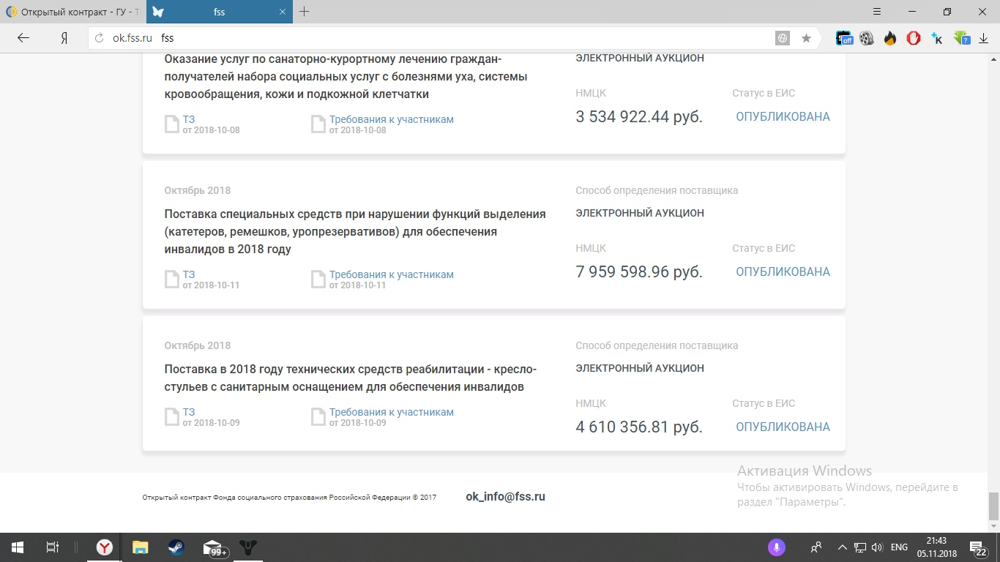 Открытый контракт - ГУ - Т
fss
Я
ok.fss.ru fss
off
K
?
Оказание услуг по санаторно-курортному лечению граждан-
получателей набора социальных услуг с болезнями уха, системы
кровообращения, кожи и подкожной клетчатки
ТЗ
от 2018-10-08
Требования к участникам
от 2018-10-08
ЭЛЕКТРОННЫЙ АУКЦИОН
НМЦК
3 534 922.44 руб.
Статус в ЕИС
ОПУБЛИКОВАНА
Октябрь 2018
Поставка специальных средств при нарушении функций выделения
(катетеров, ремешков, уропрезервативов) для обеспечения
инвалидов в 2018 году
ТЗ
от 2018-10-11
Требования к участникам
от 2018-10-11
Способ определения поставщика
ЭЛЕКТРОННЫЙ АУКЦИОН
НМЦК
7 959 598.96 руб.
Статус в ЕИС
ОПУБЛИКОВАНА
Октябрь 2018
Поставка в 2018 году технических средств реабилитации - кресло-
стульев с санитарным оснащением для обеспечения инвалидов
ТЗ
от 2018-10-09
Требования к участникам
от 2018-10-09
Способ определения поставщика
ЭЛЕКТРОННЫЙ АУКЦИОН
НМЦК
4 610 356.81 руб.
Статус в ЕИС
ОПУБЛИКОВАНА
Открытый контракт Фонда социального страхования Российской Федерации © 2017
ok_info@fss.ru
Активация Windows
Чтобы активировать Windows, перейдите в
раздел "Параметры".
Y
99+
ENG
21:43
05.11.2018
22